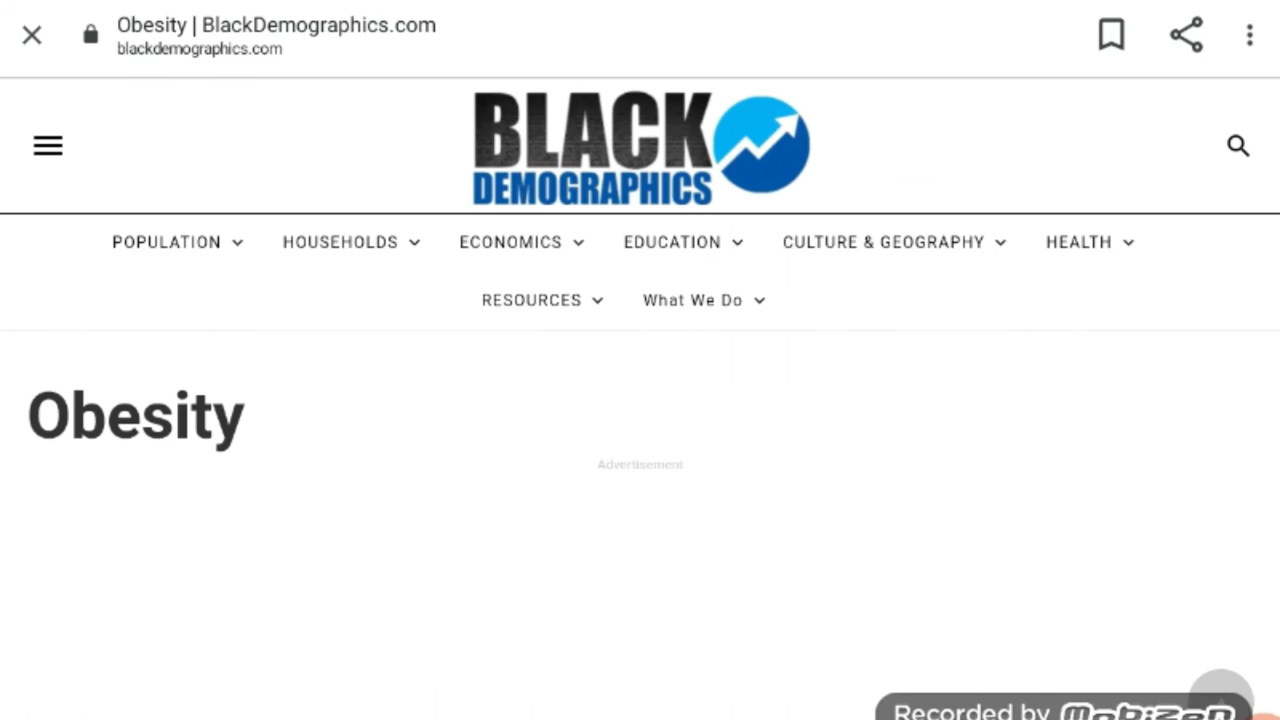 Obesity | BlackDemographics.com
blackdemographics.com
BLACK
DEMOGRAPHICS
POPULATION HOUSEHOLDS ECONOMICS EDUCATION CULTURE & GEOGRAPHY HEALTH
RESOURCES What We Do
Obesity
Advertisement
Recorded by MOBIZEN